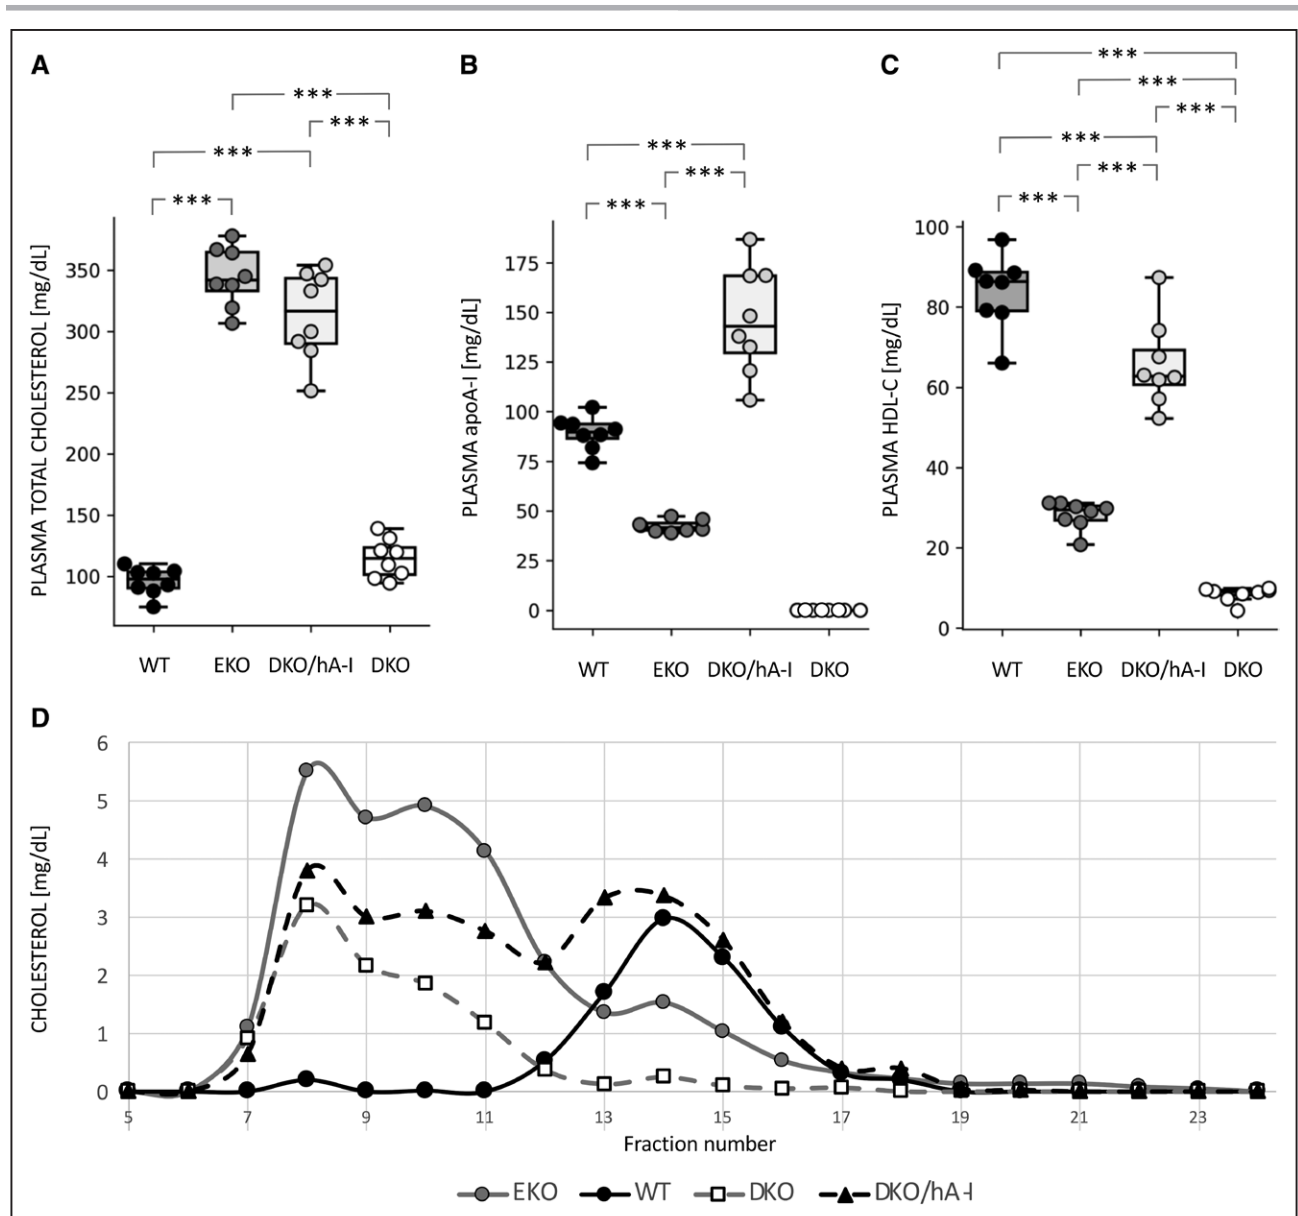 A
*** 
***
***
***
PLASMA TOTAL CHOLESTEROL [mg/dL]
350
300
250
200
150
100
WT EKO DKO/hA-I DKO
B
***
***
***
PLASMA apoA-I [mg/dL]
175
150
125
100
75
50
25
0
WT EKO DKO/hA-I DKO
C
***
***
***
***
***
***
PLASMA HDL-C [mg/dL]
100
80
60
40
20
0
WT EKO DKO/hA-I DKO
D
CHOLESTEROL [mg/dL]
6
5
4
3
2
1
0
5 7 9 11 13 15 17 19 21 23
Fraction number
EKO WT DKO DKO/hA-I